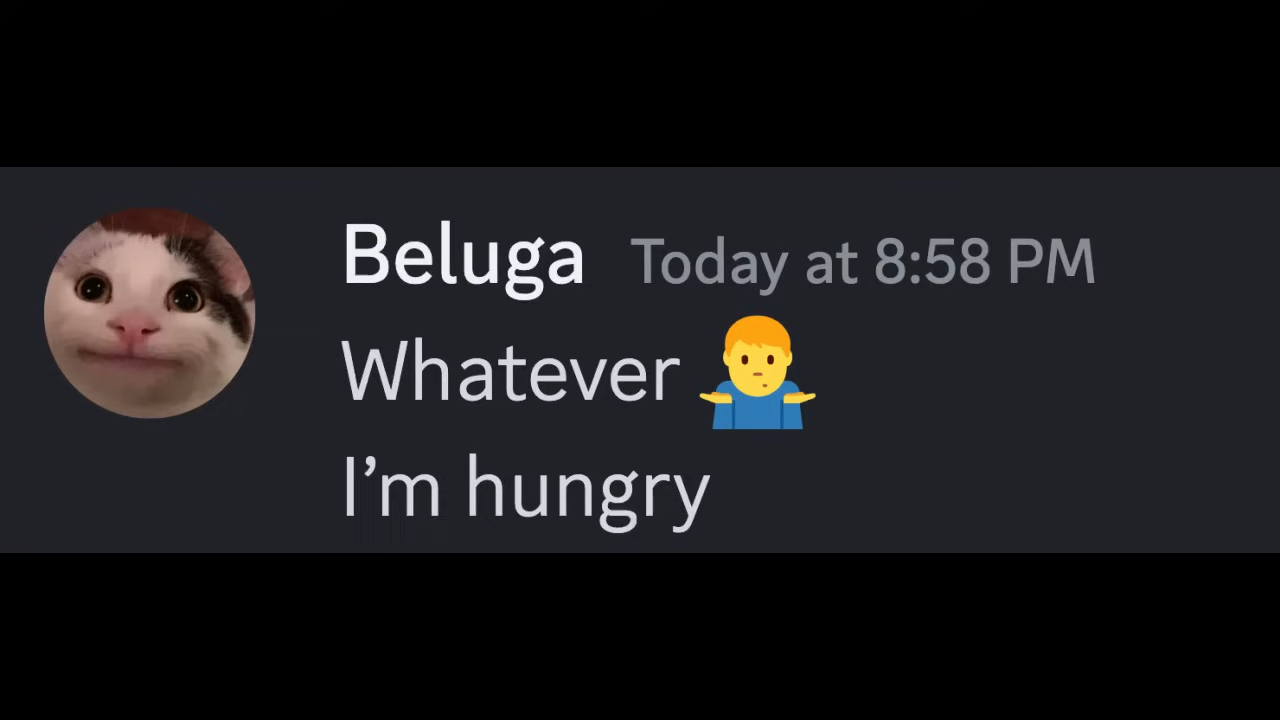 Beluga Today at 8:58 PM
Whatever 🤷‍♂️
I’m hungry